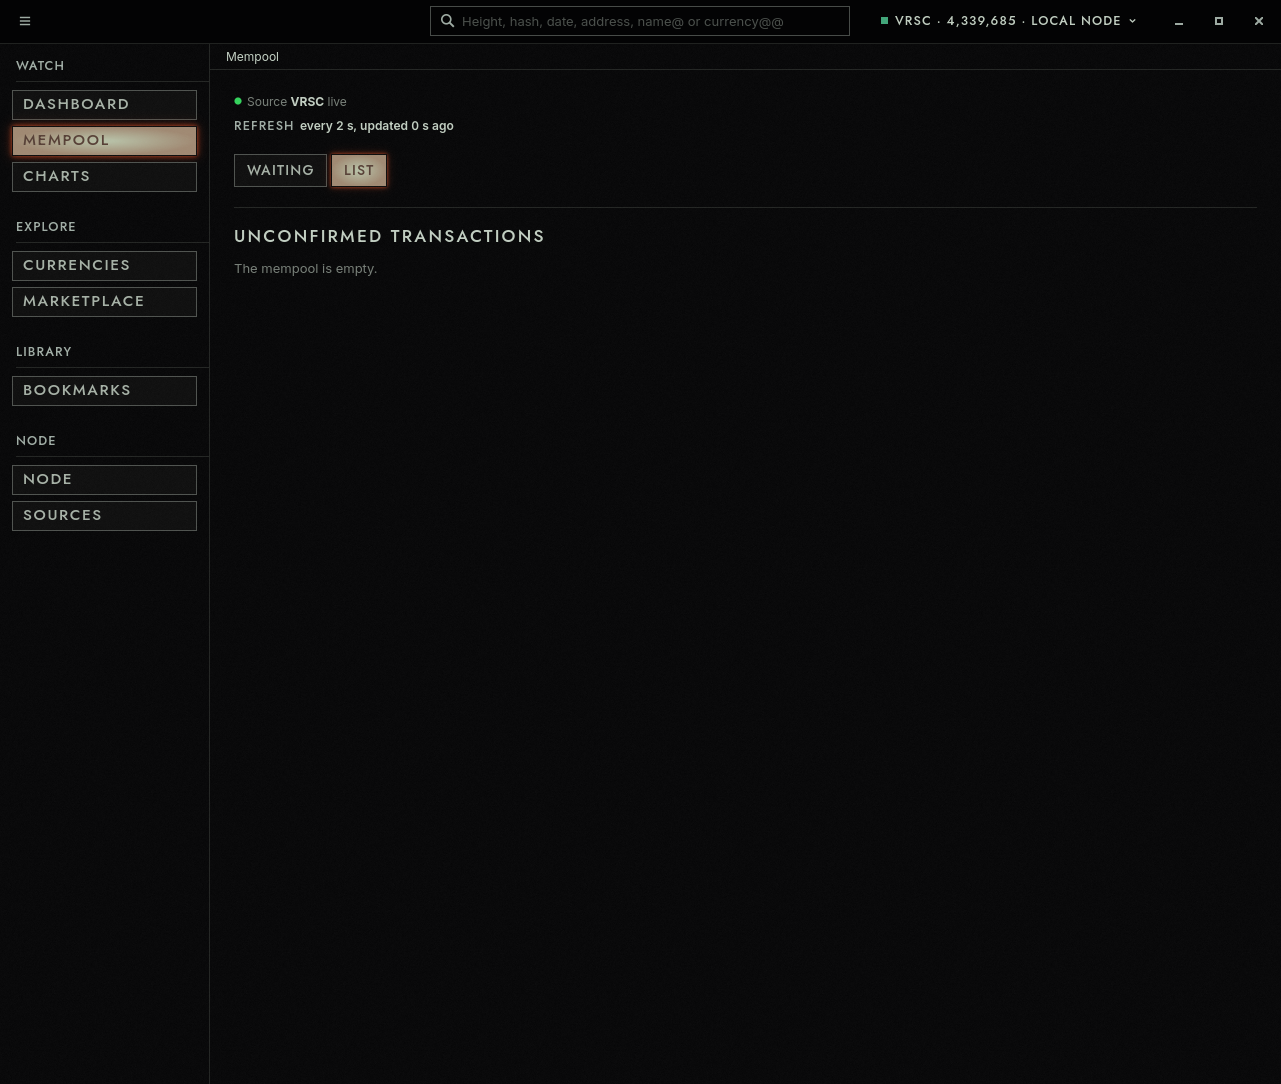 Height, hash, date, address, name@ or currency@@
VRSC · 4,339,685 · LOCAL NODE
WATCH
DASHBOARD
MEMPOOL
CHARTS
EXPLORE
CURRENCIES
MARKETPLACE
LIBRARY
BOOKMARKS
NODE
NODE
SOURCES
Mempool
Source VRSC live
REFRESH every 2 s, updated 0 s ago
WAITING LIST
UNCONFIRMED TRANSACTIONS
The mempool is empty.